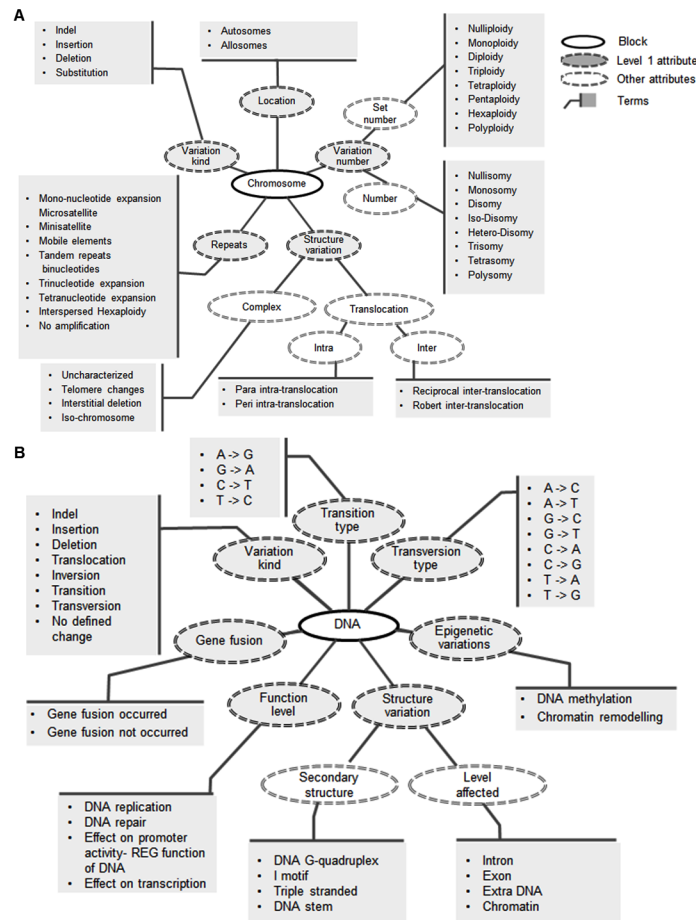 A
• Indel
• Insertion
• Deletion
• Substitution
• Autosomes
• Allosomes
• Nulliploidy
• Monoploidy
• Diploidy
• Triploidy
• Tetraploidy
• Pentaploidy
• Hexaploidy
• Polyploidy
Block
Level 1 attribute
Other attributes
Terms
Location
Set
number
Variation
kind
Variation
number
Chromosome
Number
• Nullisomy
• Monosomy
• Disomy
• Iso-Disomy
• Hetero-Disomy
• Trisomy
• Tetrasomy
• Polysomy
• Mono-nucleotide expansion
Microsatellite
• Minisatellite
• Mobile elements
• Tandem repeats
binucleotides
• Trinucleotide expansion
• Tetranucleotide expansion
• Interspersed Hexaploidy
• No amplification
Repeats
Structure
variation
Complex
Translocation
Intra
Inter
• Uncharacterized
• Telomere changes
• Interstitial deletion
• Iso-chromosome
• Para intra-translocation
• Peri intra-translocation
• Reciprocal inter-translocation
• Robert inter-translocation
B
• A -> G
• G -> A
• C -> T
• T -> C
• Indel
• Insertion
• Deletion
• Translocation
• Inversion
• Transition
• Transversion
• No defined
change
Transition
type
Variation
kind
Transversion
type
• A -> C
• A -> T
• G -> C
• G -> T
• C -> A
• C -> G
• T -> A
• T -> G
DNA
Gene fusion
Epigenetic
variations
• Gene fusion occurred
• Gene fusion not occurred
Function
level
Structure
variation
• DNA methylation
• Chromatin remodelling
Secondary
structure
Level
affected
• DNA replication
• DNA repair
• Effect on promoter
activity- REG function
of DNA
• Effect on transcription
• DNA G-quadruplex
• I motif
• Triple stranded
• DNA stem
• Intron
• Exon
• Extra DNA
• Chromatin